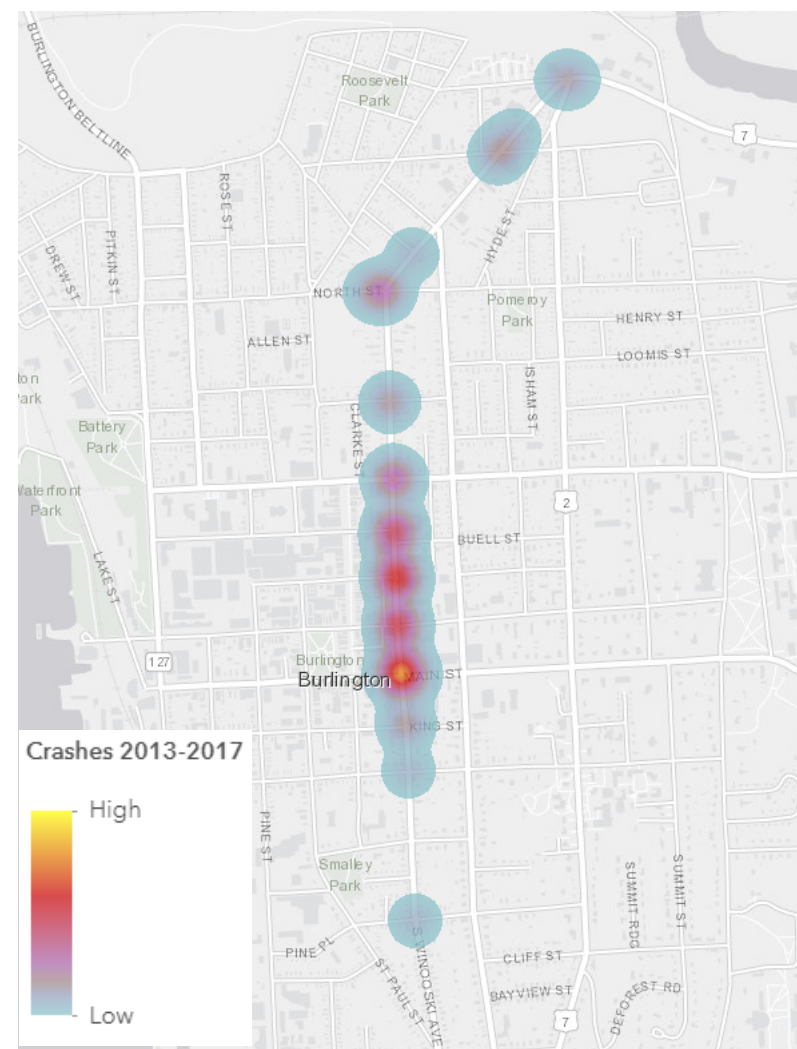 BURLINGTON BELTLINE
Roosevelt
Park
7
ROSE ST
PITKIN ST
DREW ST
HYDE ST
NORTH ST
Pomeroy
Park
HENRY ST
ALLEN ST
LOOMIS ST
ton
ark
ISHAM ST
CLARKE ST
Battery
Park
Waterfront
Park
2
BUELL ST
LAKE ST
127
Burlington
Burlington
MAIN ST
KING ST
Crashes 2013-2017
High
Low
PINE ST
Smalley
Park
SUMMIT RDG
SUMMIT ST
S WINOOSKI AVE
PINE PL
ST PAUL ST
CLIFF ST
BAYVIEW ST
DEFOREST RD
7